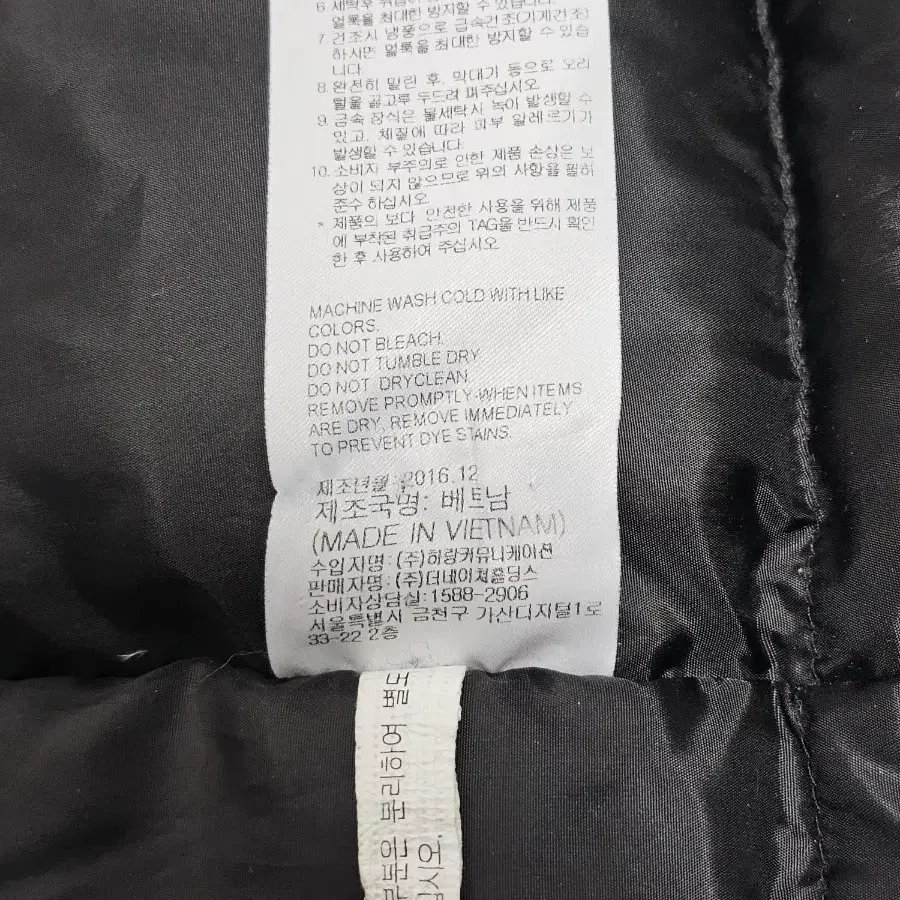 6. 세탁후
얼룩을 최대한 방지할 수 있습니다.
7. 건조시 냉풍으로 급속건조(기계건조)
하시면 얼룩을 최대한 방지할 수 있습
니다.
8. 완전히 말린 후, 막대기 등으로 오리
털을 골고루 두드려 펴주십시오
9. 금속 장식은 물세탁시 녹이 발생할 수
있고, 체질에 따라 피부 알레르기가
발생할 수 있습니다.
10. 소비자 부주의로 인한 제품 손상은 보
상이 되지 않으므로 위의 사항을 필히
준수 하십시오.
* 제품의 보다 안전한 사용을 위해 제품
에 부착된 취급주의 TAG을 반드시 확인
한 후 사용하여 주십시오
MACHINE WASH COLD WITH LIKE
COLORS.
DO NOT BLEACH.
DO NOT TUMBLE DRY
DO NOT DRYCLEAN
REMOVE PROMPTLY WHEN ITEMS
ARE DRY, REMOVE IMMEDIATELY
TO PREVENT DYE STAINS.
제조년월: 2016.12
제조국명: 베트남
(MADE IN VIETNAM)
수입자명: (주)하랑커뮤니케이션
판매자명: (주)더네이쳐홀딩스
소비자상담실:1588-2906
서울특별시 금천구 가산디지털1로
33-22 2층
분리하여 별도
시오.